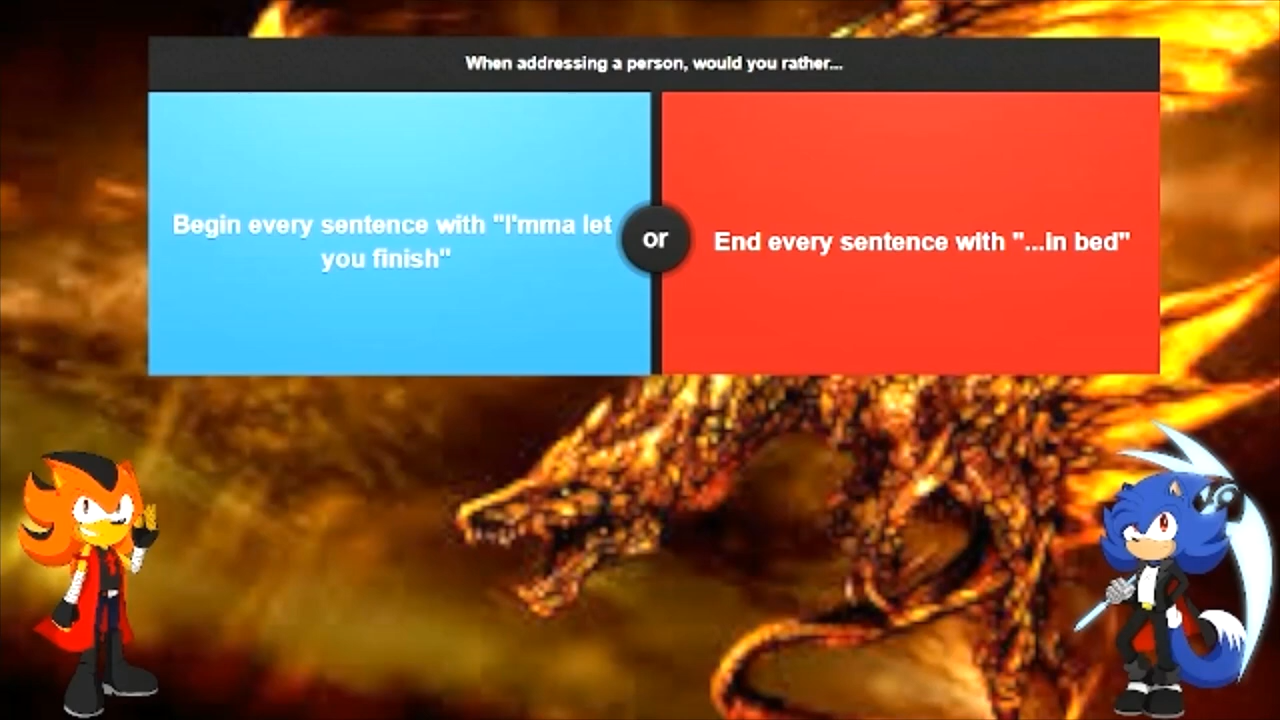 When addressing a person, would you rather...
Begin every sentence with "I'mma let
you finish"
or
End every sentence with "...in bed"